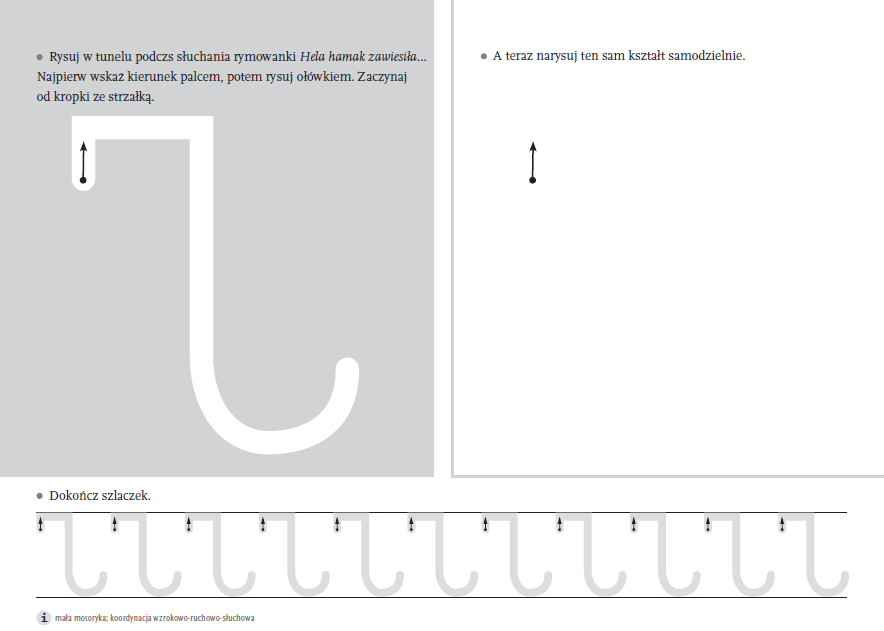 ● Rysuj w tunelu podczs słuchania rymowanki Hela hamak zawiesiła...
Najpierw wskaż kierunek palcem, potem rysuj ołówkiem. Zaczynaj
od kropki ze strzałką.
● A teraz narysuj ten sam kształt samodzielnie.
● Dokończ szlaczek.
i mała motoryka; koordynacja wzrokowo-ruchowo-słuchowa